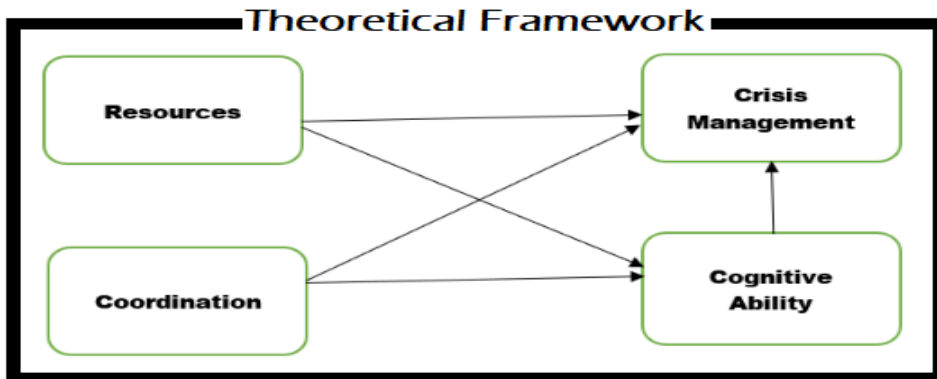 Theoretical Framework
Resources
Crisis
Management
Coordination
Cognitive
Ability